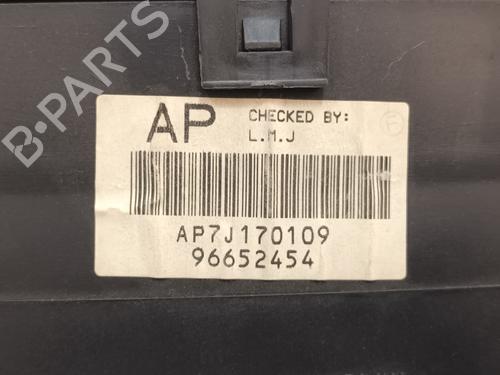 AP
CHECKED BY:
L.M.J
F
AP7J170109
96652454
B-PARTS